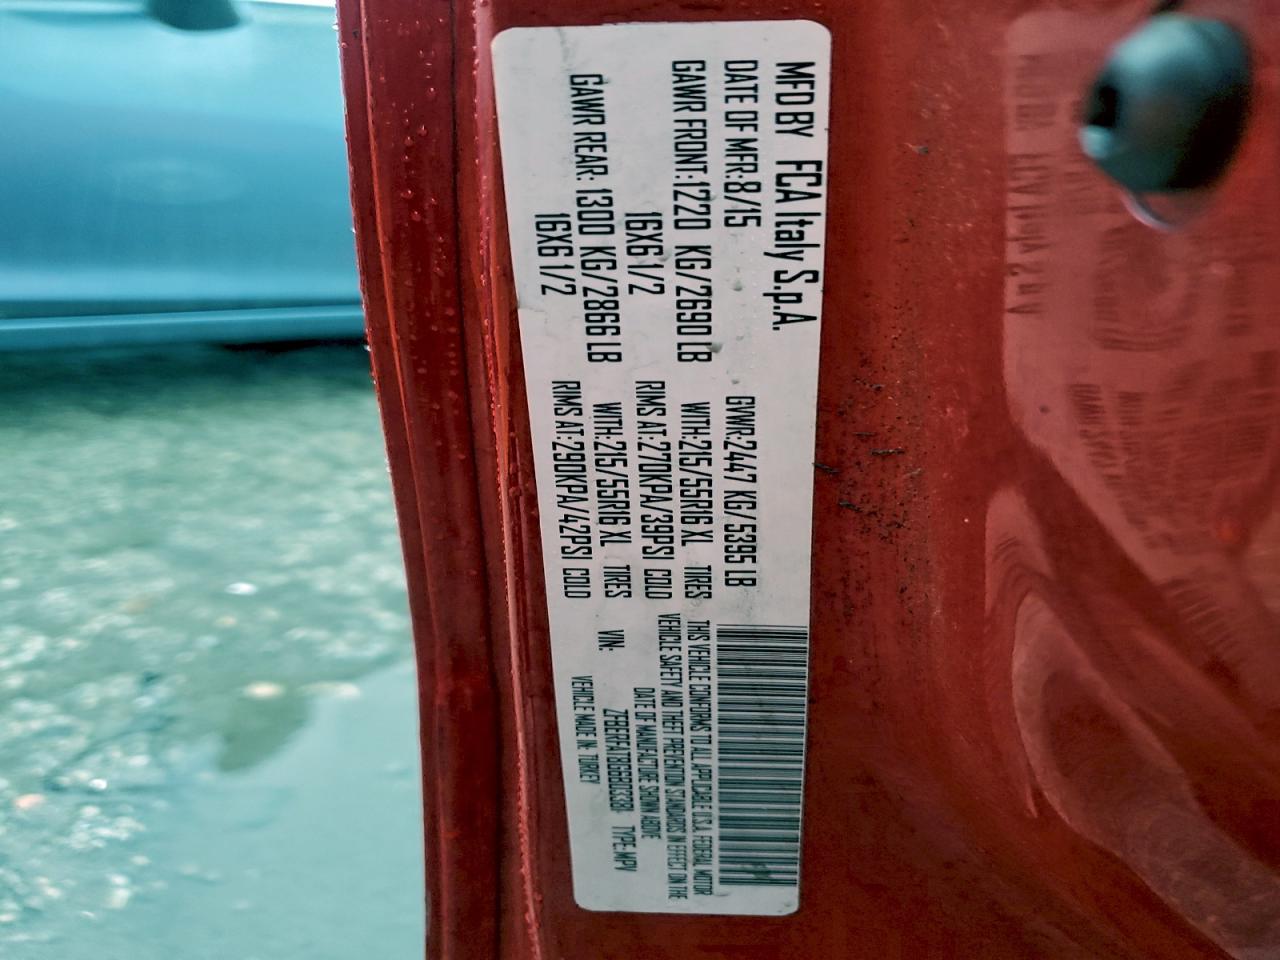 MFD BY FCA Italy S.p.A.
DATE OF MFR:8/15 GVWR:2447 KG/ 5395 LB
GAWR FRONT:1220 KG/2690 LB WITH:215/55R16 XL TIRES
16X6 1/2 RIMS AT:270KPA/39PSI COLD
GAWR REAR: 1300 KG/2866 LB WITH:215/55R16 XL TIRES
16X6 1/2 RIMS AT:290KPA/42PSI COLD
THIS VEHICLE CONFORMS TO ALL APPLICABLE U.S.A. FEDERAL MOTOR
VEHICLE SAFETY AND THEFT PREVENTION STANDARDS IN EFFECT ON THE
DATE OF MANUFACTURE SHOWN ABOVE
VIN: TYPE:MPV
VEHICLE MADE IN TURKEY